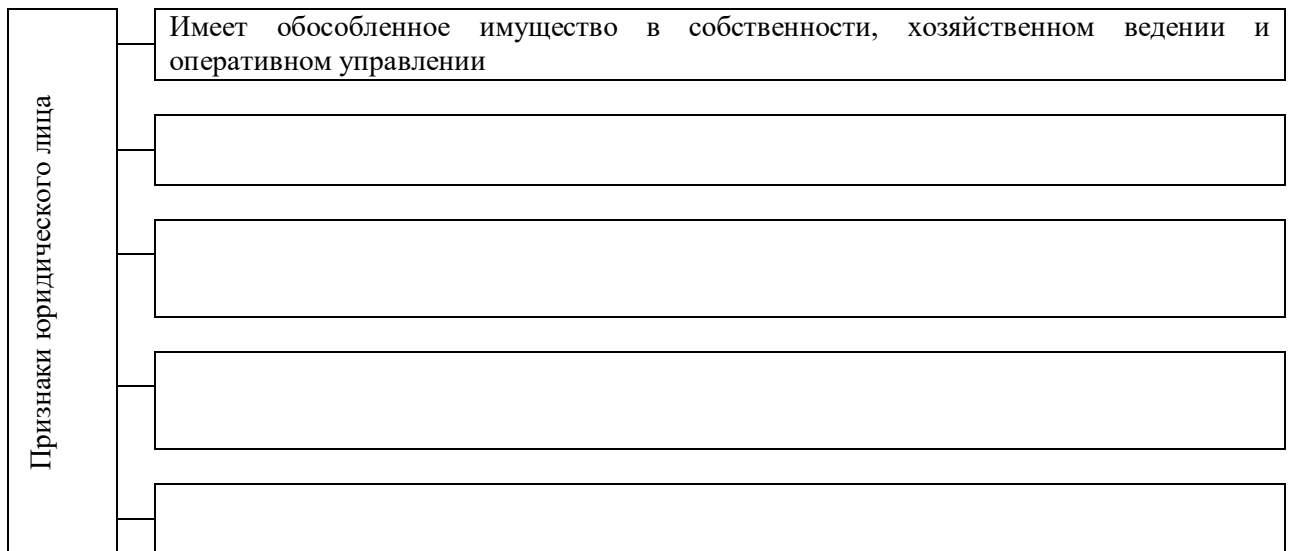 Признаки юридического лица
Имеет обособленное имущество в собственности, хозяйственном ведении и
оперативном управлении